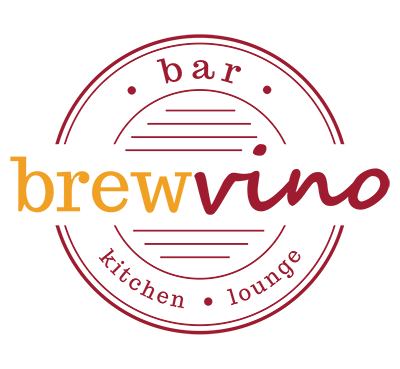 • bar •
brewvino
kitchen • lounge